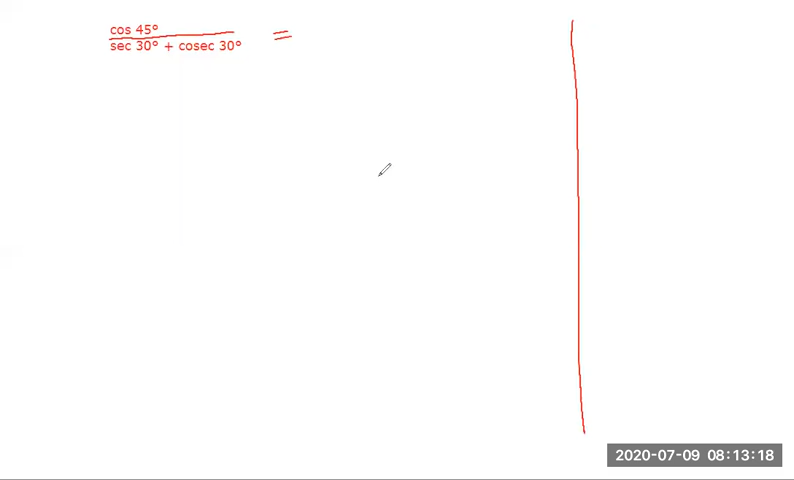 cos 45°
sec 30° + cosec 30° =
2020-07-09 08:13:18